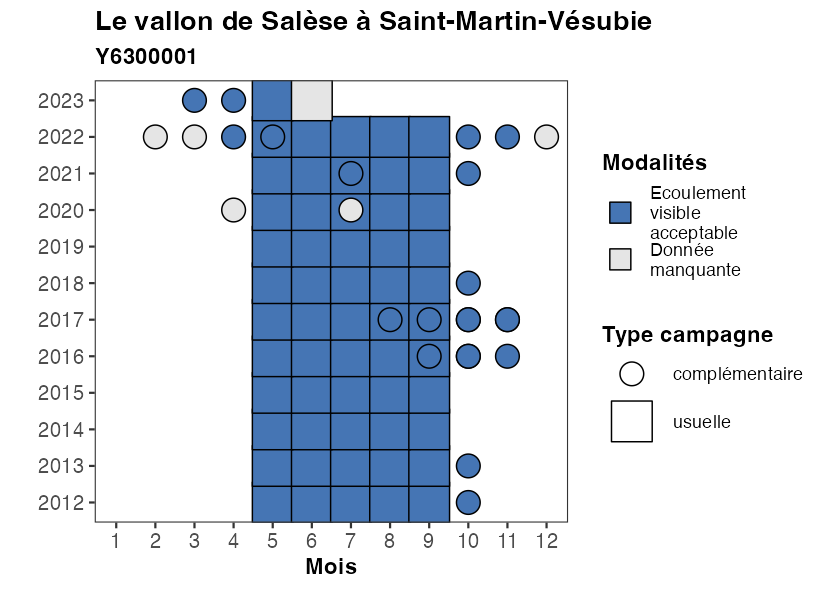 Le vallon de Salèse à Saint-Martin-Vésubie
Y6300001
2023
2022
2021
2020
2019
2018
2017
2016
2015
2014
2013
2012
1 2 3 4 5 6 7 8 9 10 11 12
Mois
Modalités
Ecoulement
visible
acceptable
Donnée
manquante
Type campagne
complémentaire
usuelle